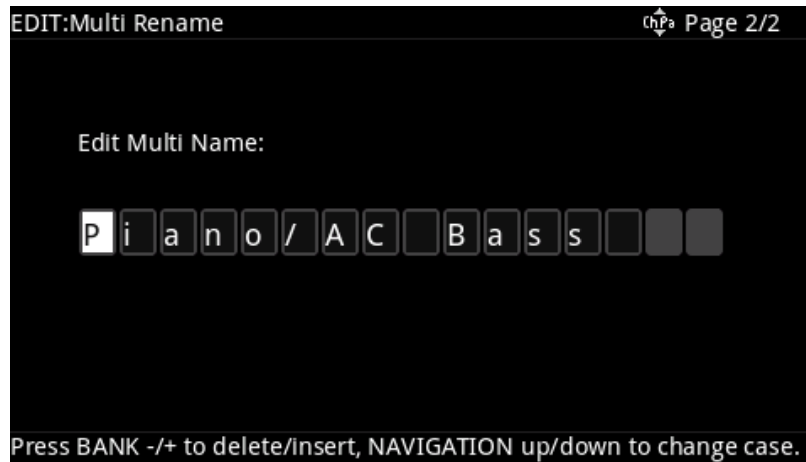 EDIT:Multi Rename ChPa Page 2/2
Edit Multi Name:
Piano/AC Bass
Press BANK -/+ to delete/insert, NAVIGATION up/down to change case.